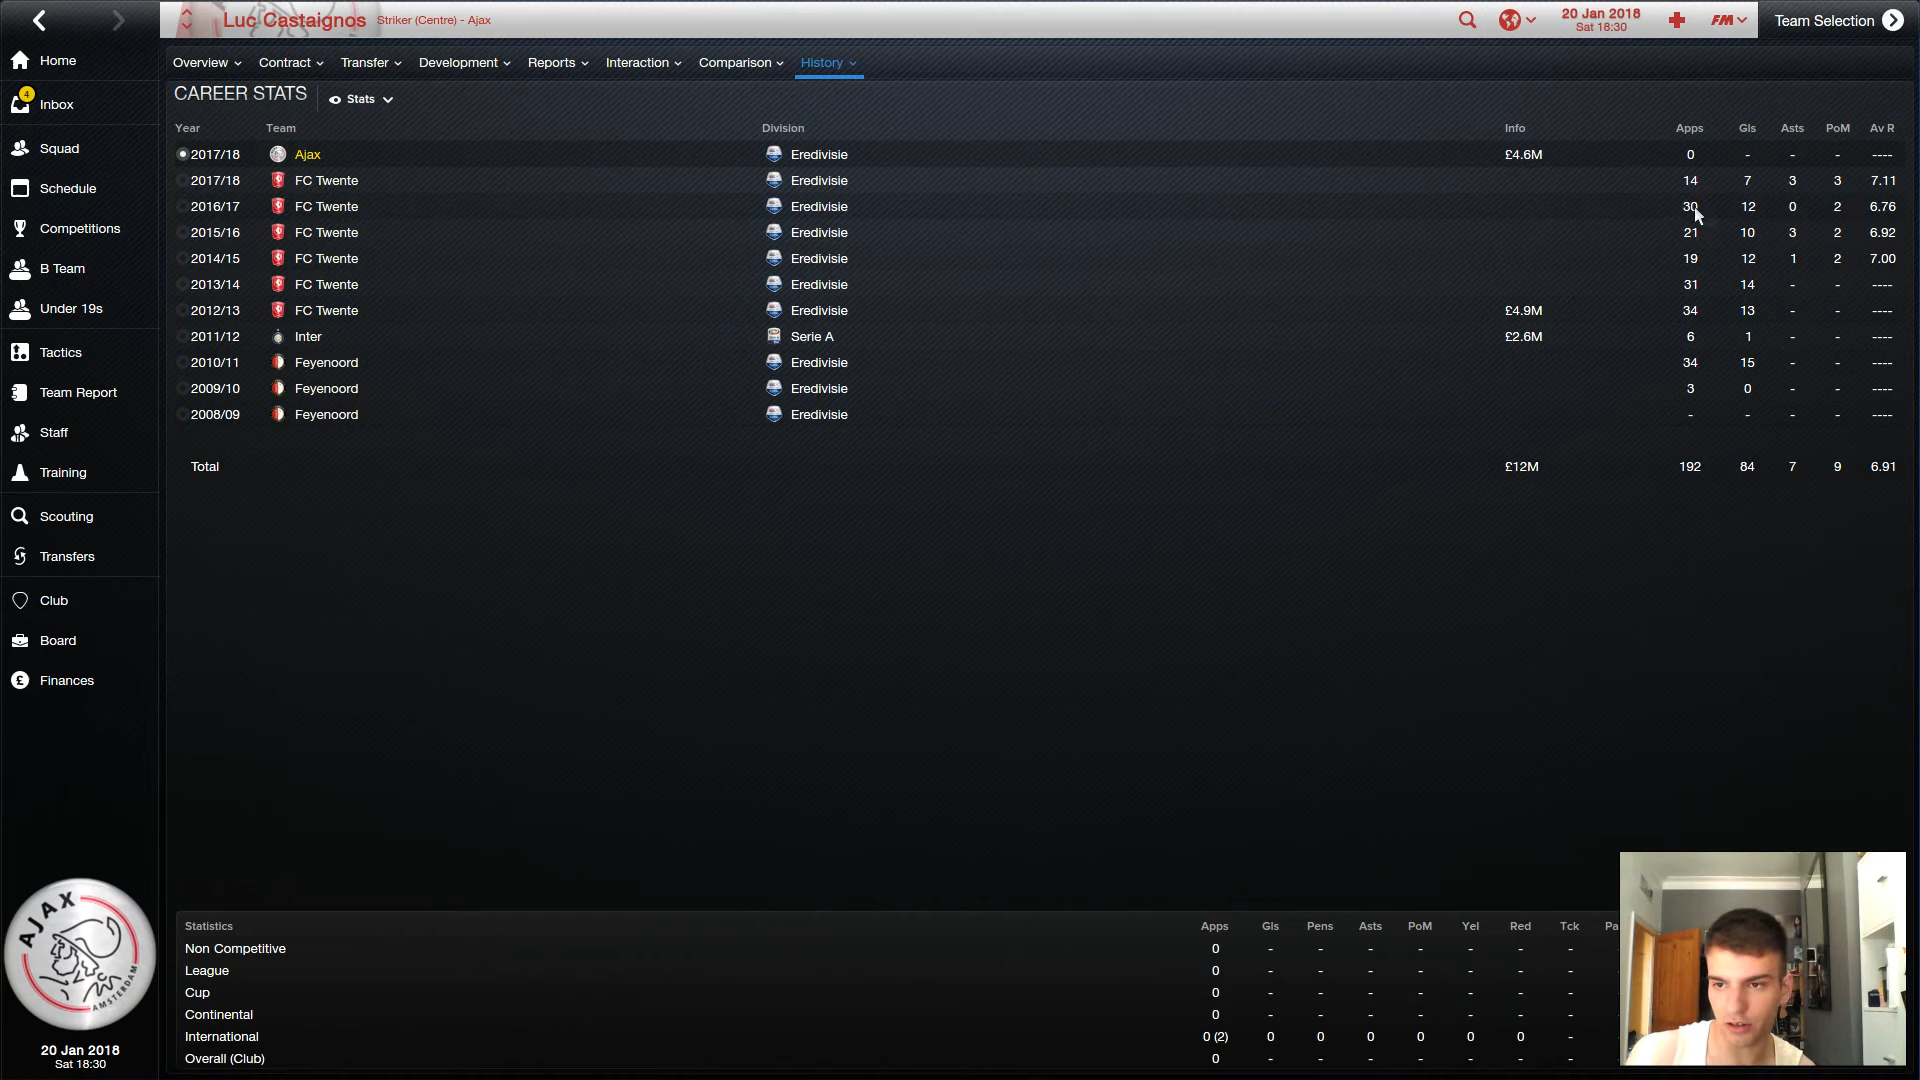 Luc Castaignos Striker (Centre) - Ajax
20 Jan 2018
Sat 18:30
FM
Team Selection
Home
4
Inbox
Squad
Schedule
Competitions
B Team
Under 19s
Tactics
Team Report
Staff
Training
Scouting
Transfers
Club
Board
Finances
AJAX
AMSTERDAM
20 Jan 2018
Sat 18:30
Overview Contract Transfer Development Reports Interaction Comparison History
CAREER STATS Stats
Year Team Division Info Apps Gls Asts PoM Av R
2017/18 Ajax Eredivisie £4.6M 0 - - - ----
2017/18 FC Twente Eredivisie 14 7 3 3 7.11
2016/17 FC Twente Eredivisie 30 12 0 2 6.76
2015/16 FC Twente Eredivisie 21 10 3 2 6.92
2014/15 FC Twente Eredivisie 19 12 1 2 7.00
2013/14 FC Twente Eredivisie 31 14 - - ----
2012/13 FC Twente Eredivisie £4.9M 34 13 - - ----
2011/12 Inter Serie A £2.6M 6 1 - - ----
2010/11 Feyenoord Eredivisie 34 15 - - ----
2009/10 Feyenoord Eredivisie 3 0 - - ----
2008/09 Feyenoord Eredivisie - - - - ----
Total £12M 192 84 7 9 6.91
Statistics Apps Gls Pens Asts PoM Yel Red Tck Pa
Non Competitive 0 - - - - - - -
League 0 - - - - - - -
Cup 0 - - - - - - -
Continental 0 - - - - - - -
International 0 (2) 0 0 0 0 0 0 -
Overall (Club) 0 - - - - - - -